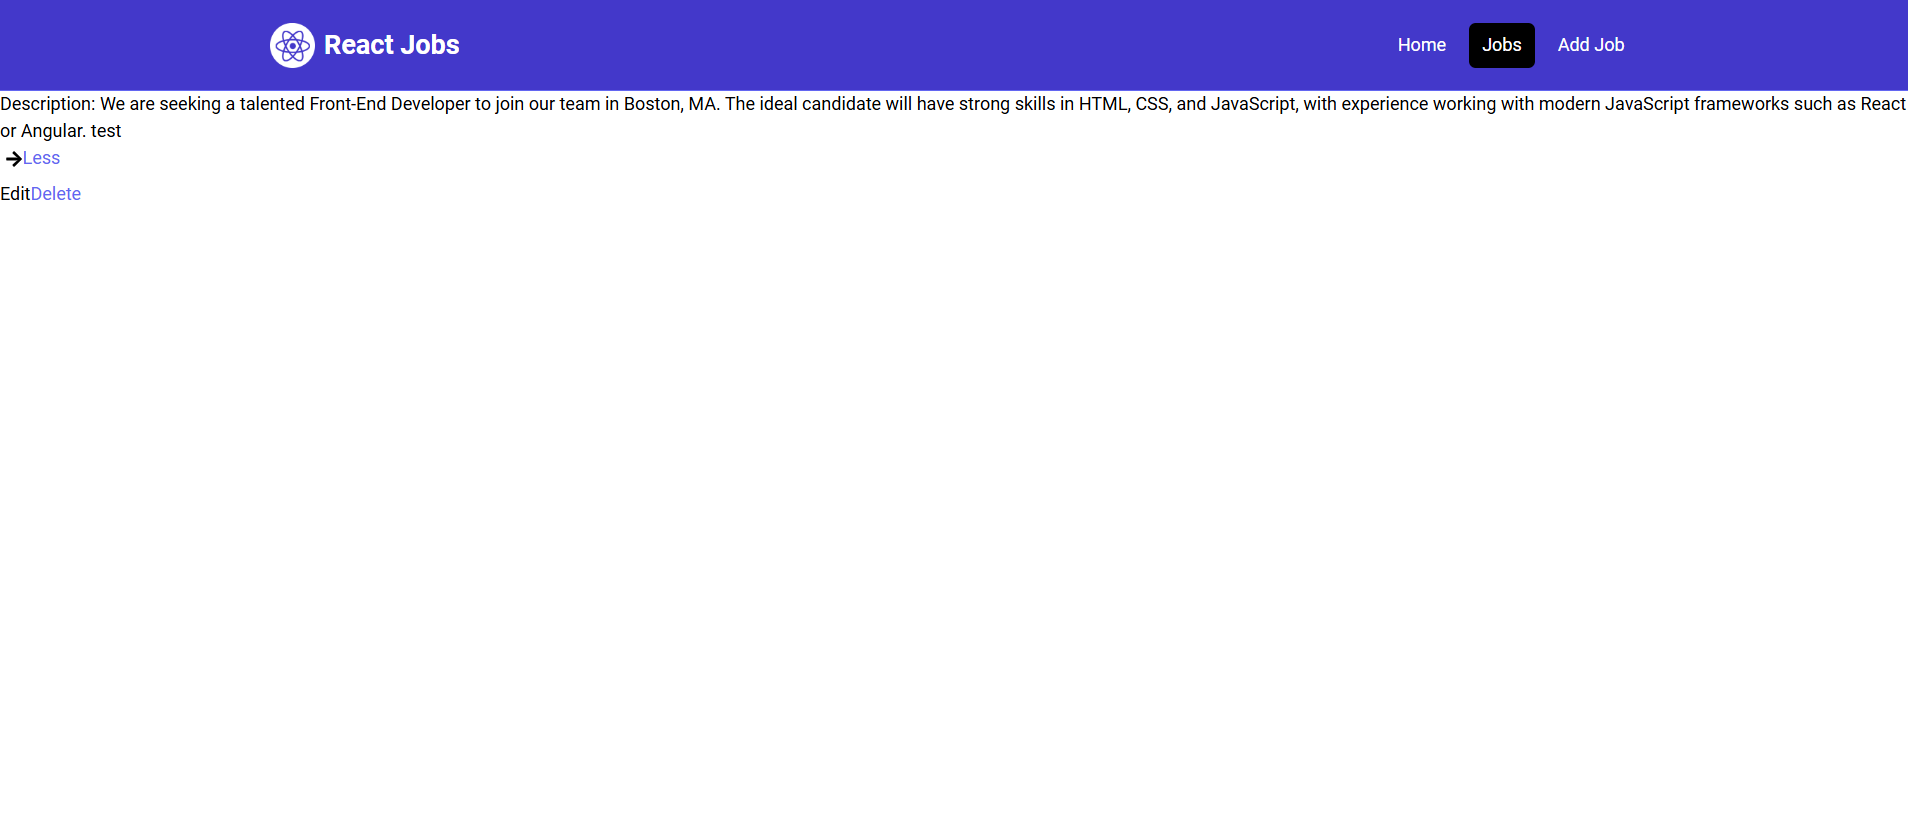 React Jobs
Home Jobs Add Job
Description: We are seeking a talented Front-End Developer to join our team in Boston, MA. The ideal candidate will have strong skills in HTML, CSS, and JavaScript, with experience working with modern JavaScript frameworks such as React
or Angular. test
Less
EditDelete